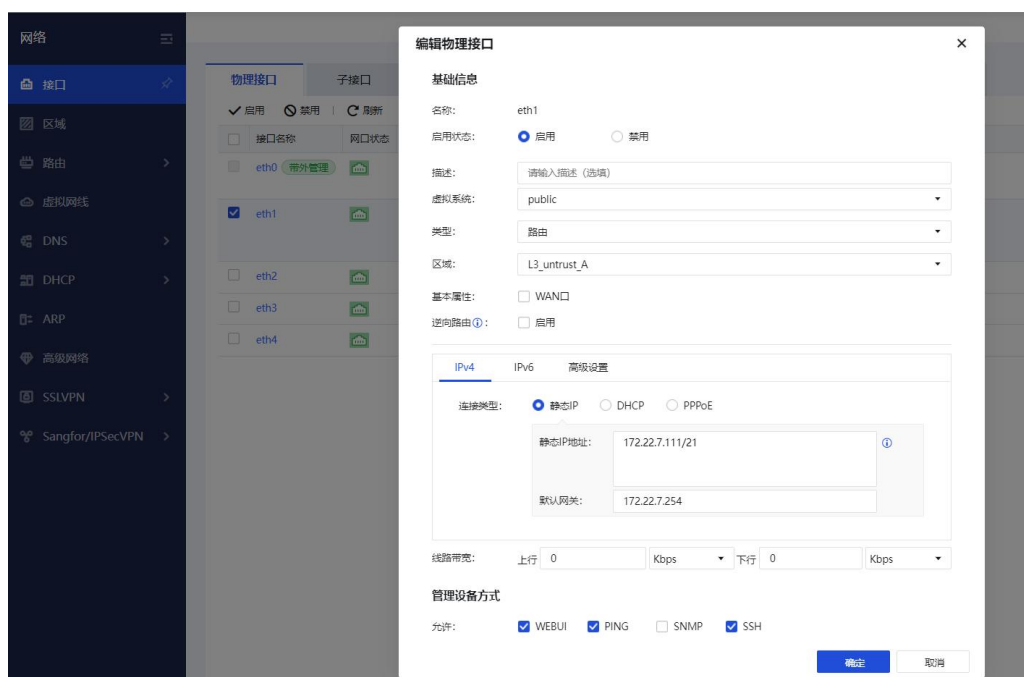 网络
接口
区域
路由
虚拟网线
DNS
DHCP
ARP
高级网络
SSLVPN
Sangfor/IPSecVPN
物理接口 子接口
启用 禁用 刷新
接口名称 网口状态
eth0 带外管理
eth1
eth2
eth3
eth4
编辑物理接口
基础信息
名称: eth1
启用状态: 启用 禁用
描述: 请输入描述（选填）
虚拟系统: public
类型: 路由
区域: L3_untrust_A
基本属性: WAN口
逆向路由: 启用
IPv4 IPv6 高级设置
连接类型: 静态IP DHCP PPPoE
静态IP地址: 172.22.7.111/21
默认网关: 172.22.7.254
线路带宽: 上行 0 Kbps 下行 0 Kbps
管理设备方式
允许: WEBUI PING SNMP SSH
确定 取消